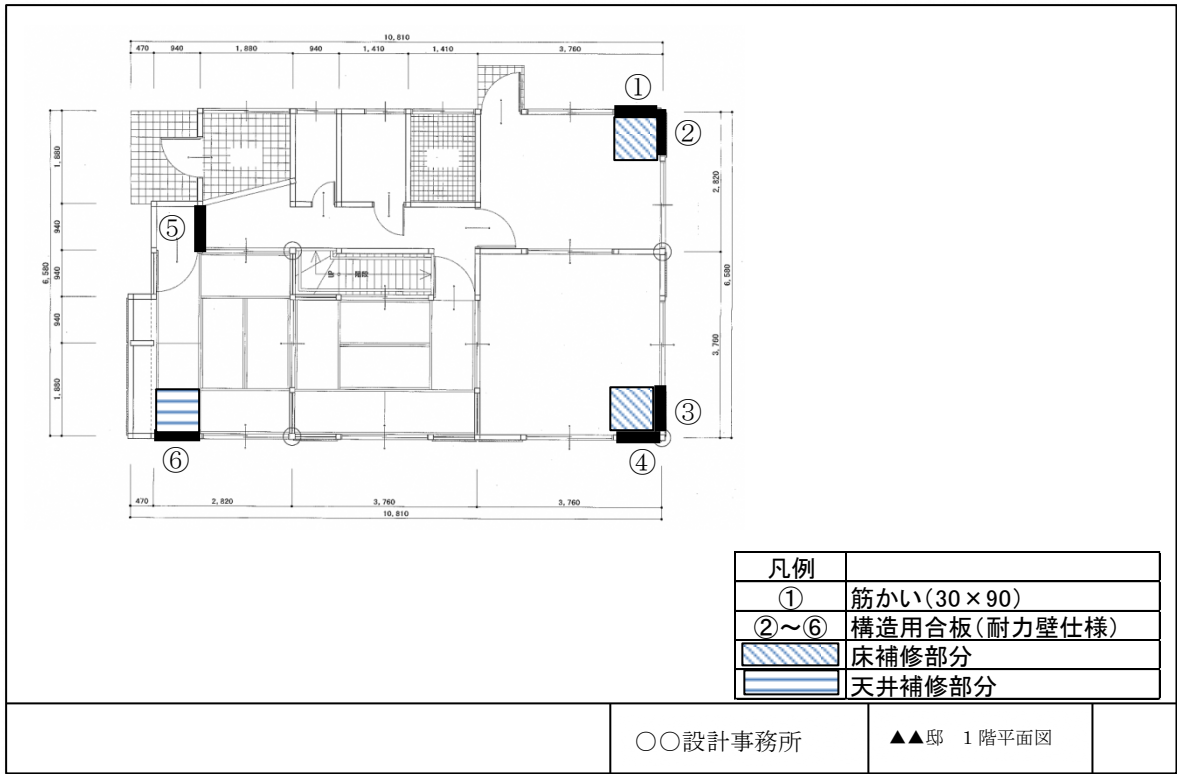 10,810
470 940 1,880 940 1,410 1,410 3,760
①
②
1,880
940
940
940
1,880
6,580
2,820
3,760
6,580
⑤
UP 階段
③
⑥
④
470 2,820 3,760 3,760
10,810
凡例
① 筋かい(30×90)
②～⑥ 構造用合板(耐力壁仕様)
床補修部分
天井補修部分
○○設計事務所 ▲▲邸 1階平面図